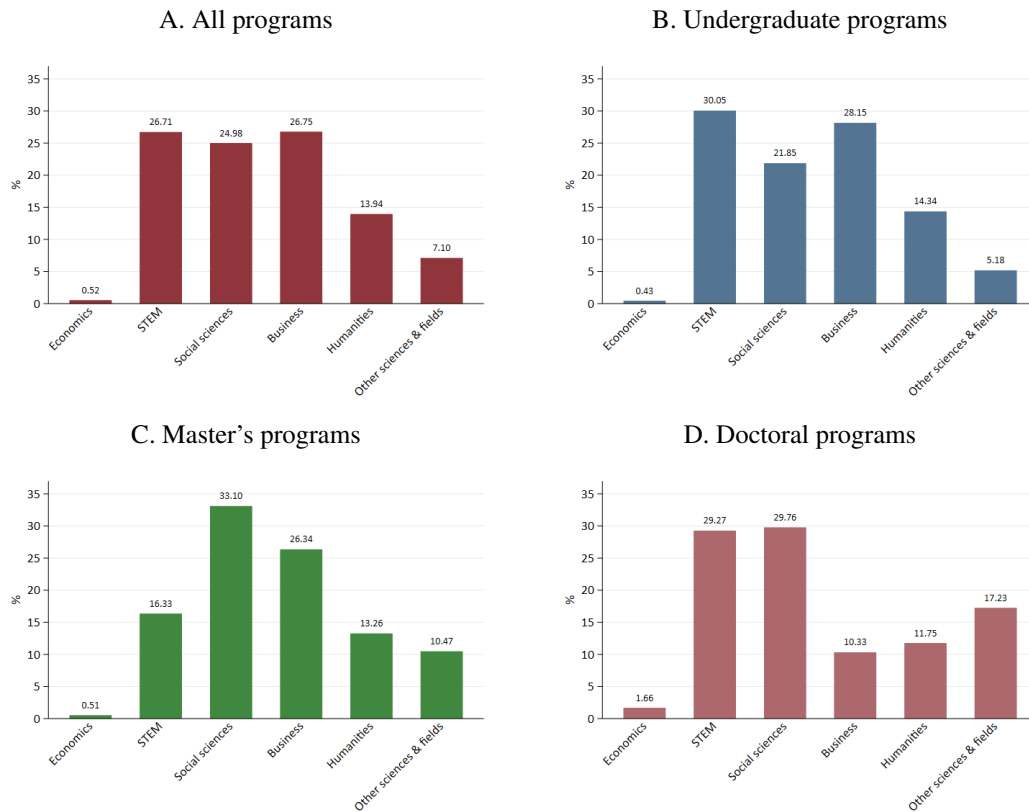 A. All programs
35
30
25
20
15
10
5
0
%
0.52
26.71
24.98
26.75
13.94
7.10
Economics
STEM
Social sciences
Business
Humanities
Other sciences & fields
B. Undergraduate programs
35
30
25
20
15
10
5
0
%
0.43
30.05
21.85
28.15
14.34
5.18
Economics
STEM
Social sciences
Business
Humanities
Other sciences & fields
C. Master’s programs
35
30
25
20
15
10
5
0
%
0.51
16.33
33.10
26.34
13.26
10.47
Economics
STEM
Social sciences
Business
Humanities
Other sciences & fields
D. Doctoral programs
35
30
25
20
15
10
5
0
%
1.66
29.27
29.76
10.33
11.75
17.23
Economics
STEM
Social sciences
Business
Humanities
Other sciences & fields